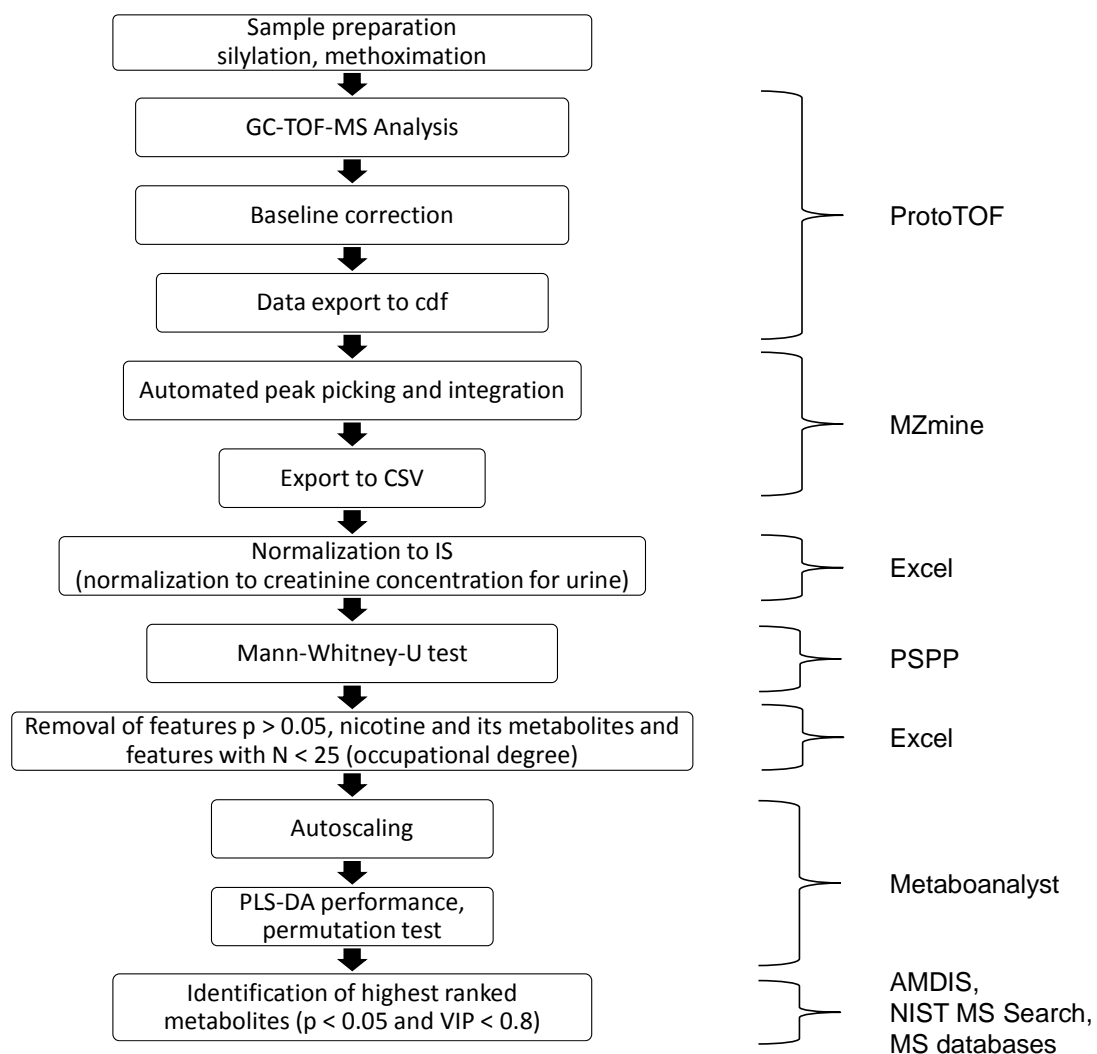 Sample preparation
silylation, methoximation
GC-TOF-MS Analysis
Baseline correction
ProtoTOF
Data export to cdf
Automated peak picking and integration
MZmine
Export to CSV
Normalization to IS
(normalization to creatinine concentration for urine)
Excel
Mann-Whitney-U test
PSPP
Removal of features p > 0.05, nicotine and its metabolites and
features with N < 25 (occupational degree)
Excel
Autoscaling
Metaboanalyst
PLS-DA performance,
permutation test
Identification of highest ranked
metabolites (p < 0.05 and VIP < 0.8)
AMDIS,
NIST MS Search,
MS databases